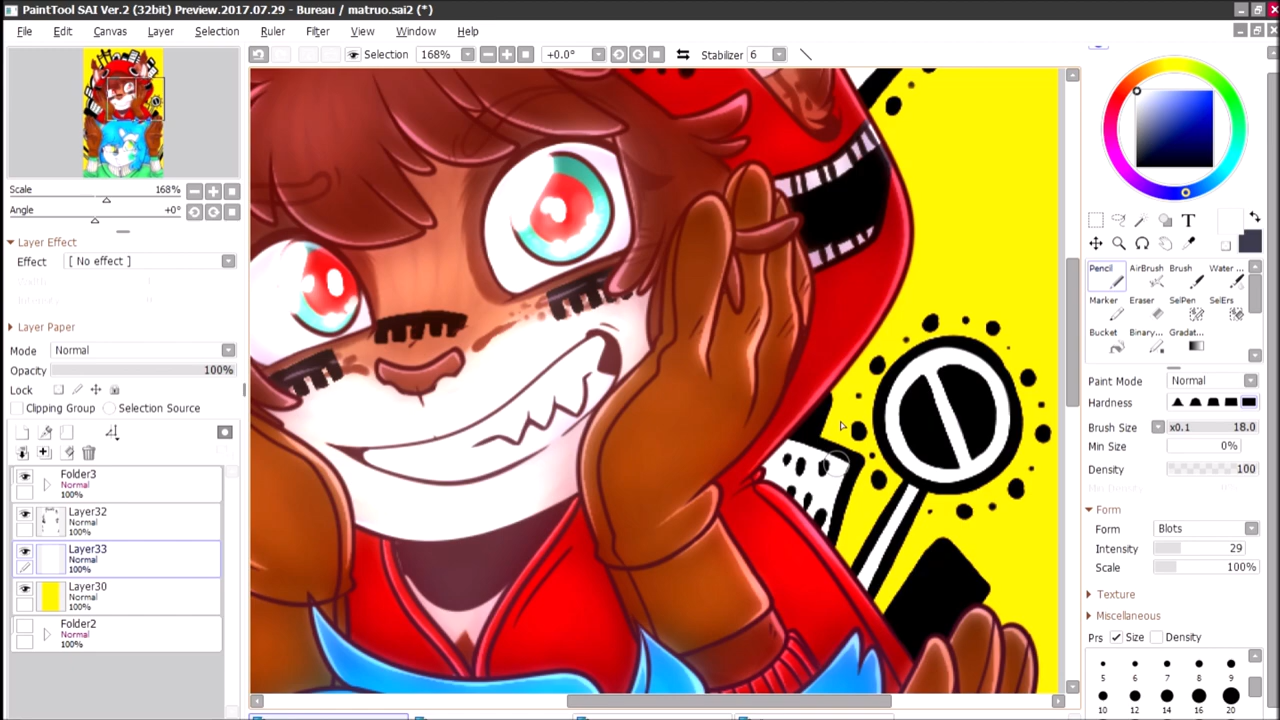 PaintTool SAI Ver.2 (32bit) Preview.2017.07.29 - Bureau / matruo.sai2 (*)
File Edit Canvas Layer Selection Ruler Filter View Window Help
Selection 168% +0.0° Stabilizer 6
Scale 168%
Angle +0°
Layer Effect
Effect [ No effect ]
Layer Paper
Mode Normal
Opacity 100%
Lock
Clipping Group Selection Source
Folder3
Normal
100%
Layer32
Normal
100%
Layer33
Normal
100%
Layer30
Normal
100%
Folder2
Normal
100%
T
Pencil AirBrush Brush Water ...
Marker Eraser SelPen SelErs
Bucket Binary... Gradat...
Paint Mode Normal
Hardness
Brush Size x0.1 18.0
Min Size 0%
Density 100
Form
Form Blots
Intensity 29
Scale 100%
Texture
Miscellaneous
Prs Size Density
5 6 7 8 9
10 12 14 16 20